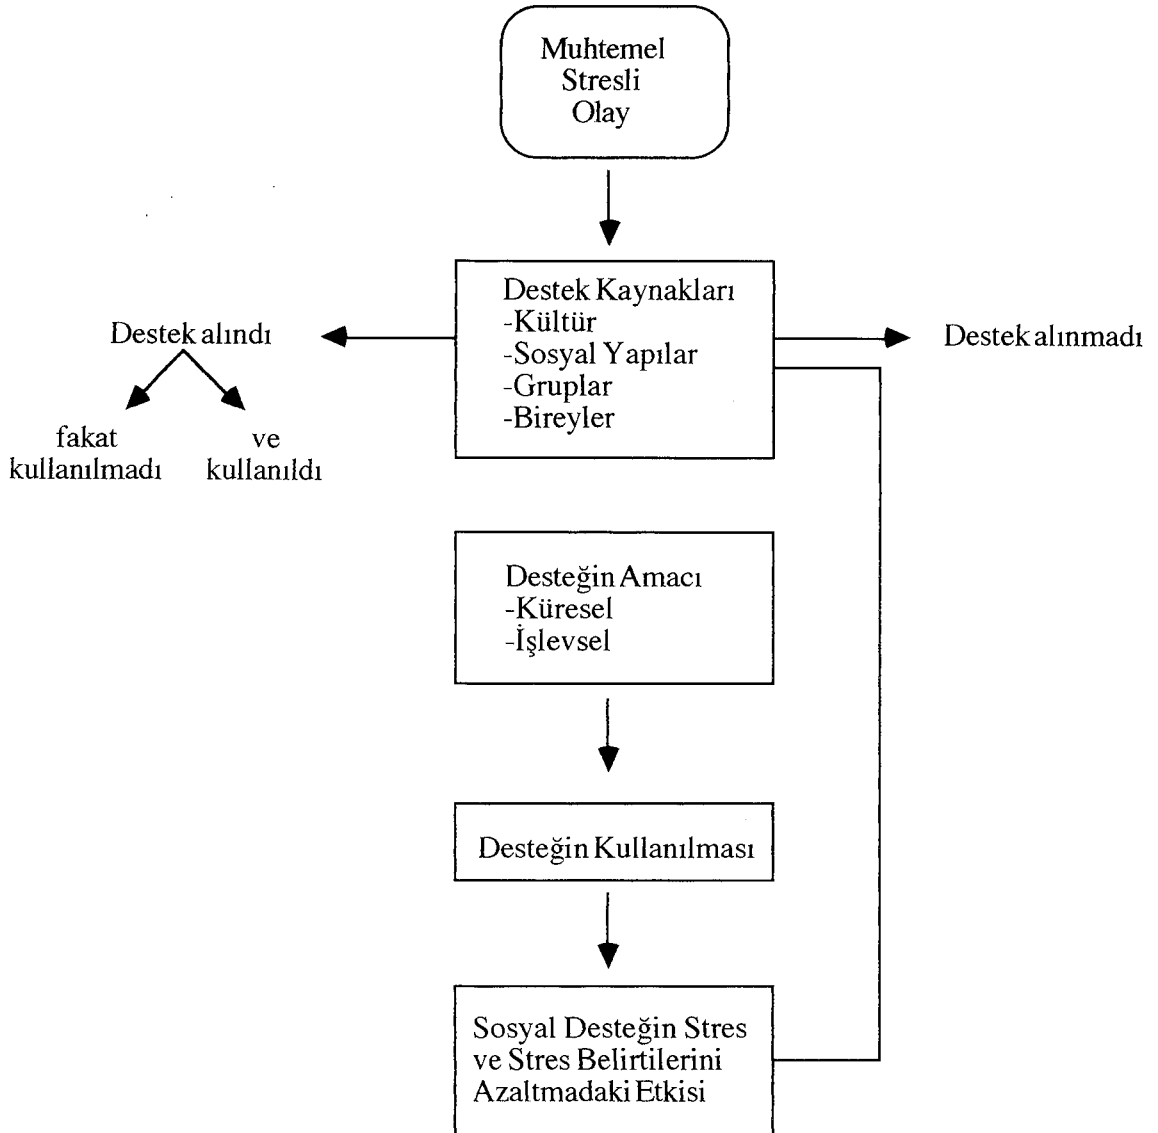 Muhtemel
Stresli
Olay
Destek Kaynakları
-Kültür
-Sosyal Yapılar
-Gruplar
-Bireyler
Destek alındı
fakat
kullanılmadı
ve
kullanıldı
Destek alınmadı
Desteğin Amacı
-Küresel
-İşlevsel
Desteğin Kullanılması
Sosyal Desteğin Stres
ve Stres Belirtilerini
Azaltmadaki Etkisi